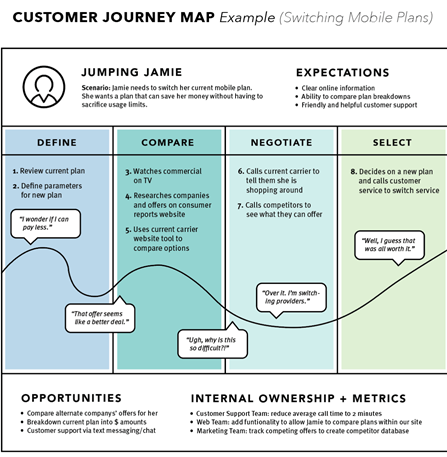 CUSTOMER JOURNEY MAP Example (Switching Mobile Plans)
JUMPING JAMIE
Scenario: Jamie needs to switch her current mobile plan.
She wants a plan that can save her money without having to
sacrifice usage limits.
EXPECTATIONS
• Clear online information
• Ability to compare plan breakdowns
• Friendly and helpful customer support
DEFINE
1. Review current plan
2. Define parameters
for new plan
"I wonder if I can
pay less."
COMPARE
3. Watches commercial
on TV
4. Researches companies
and offers on consumer
reports website
5. Uses current carrier
website tool to
compare options
"That offer seems
like a better deal."
NEGOTIATE
6. Calls current carrier to
tell them she is
shopping around
7. Calls competitors to
see what they can offer
"Ugh, why is this
so difficult?!"
"Over it. I'm switch-
ing providers."
SELECT
8. Decides on a new plan
and calls customer
service to switch service
"Well, I guess that
was all worth it."
OPPORTUNITIES
• Compare alternate companys' offers for her
• Breakdown current plan into $ amounts
• Customer support via text messaging/chat
INTERNAL OWNERSHIP + METRICS
• Customer Support Team: reduce average call time to 2 minutes
• Web Team: add funtionality to allow Jamie to compare plans within our site
• Marketing Team: track competing offers to create competitor database